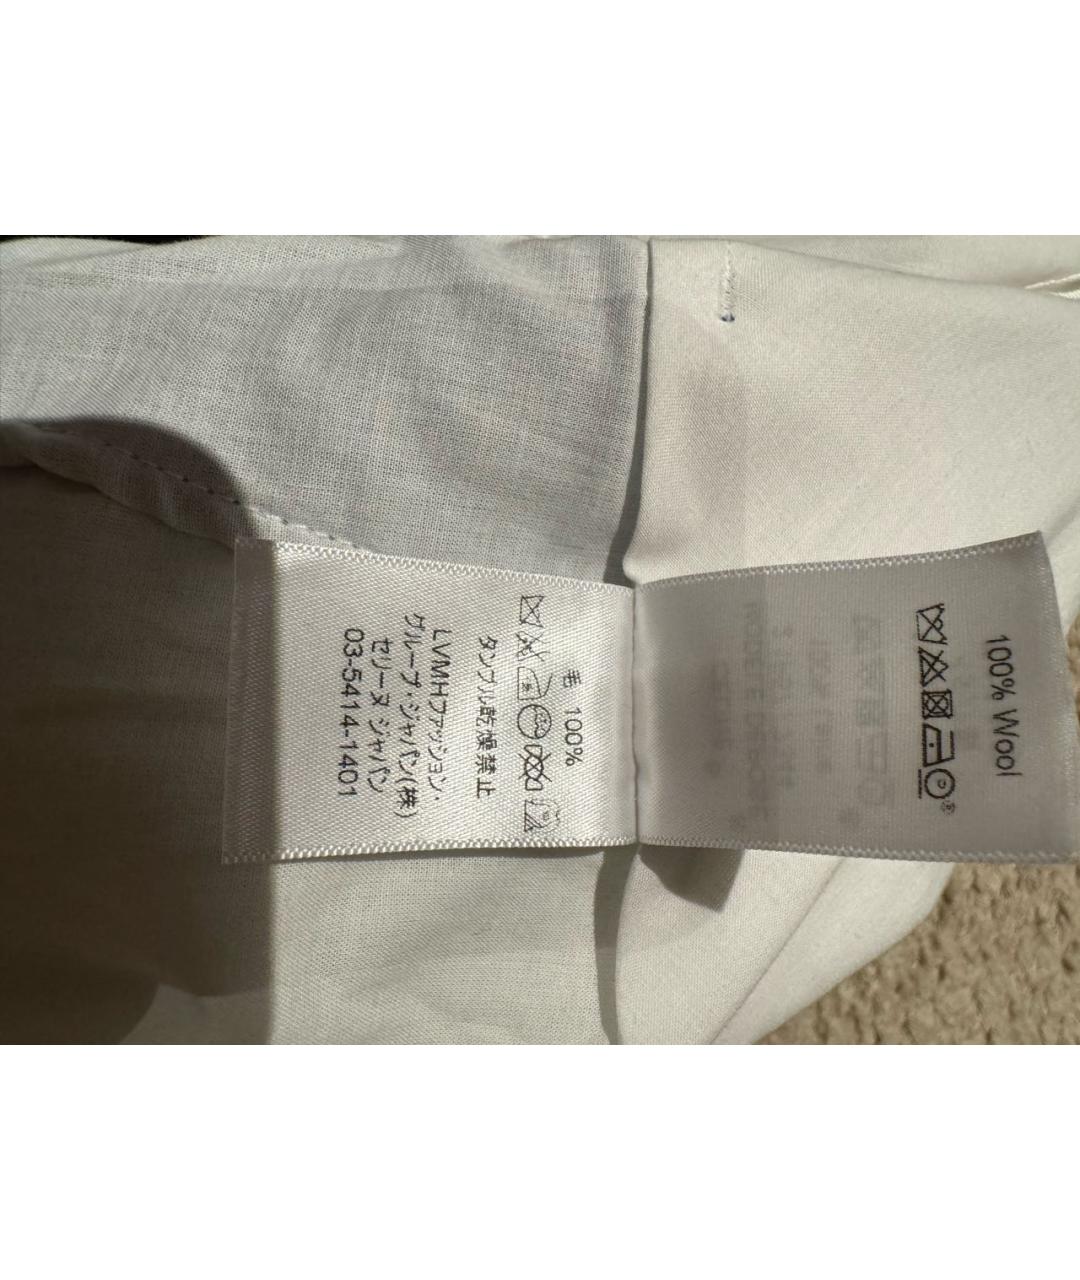 100% Wool
毛 100%
タンブル乾燥禁止
LVMHファッション・
グループ・ジャパン(株)
セリーヌ ジャパン
03-5414-1401